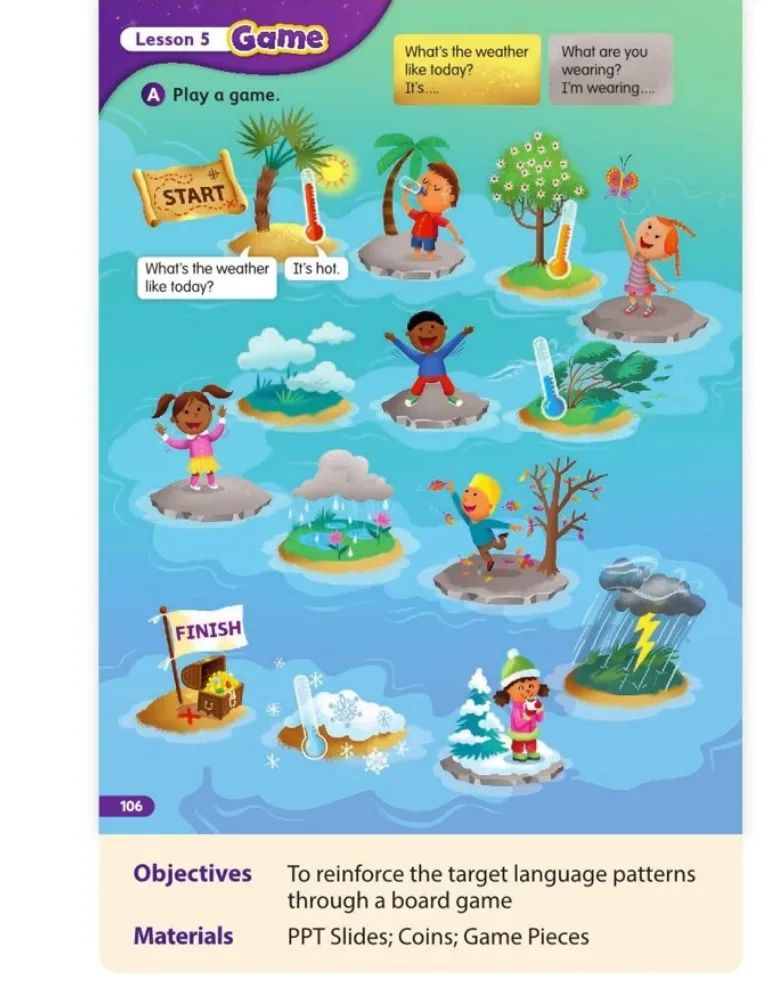 Lesson 5 Game
What's the weather
like today?
It's....
What are you
wearing?
I'm wearing....
A Play a game.
START
What's the weather
like today?
It's hot.
FINISH
106
Objectives To reinforce the target language patterns
through a board game
Materials PPT Slides; Coins; Game Pieces